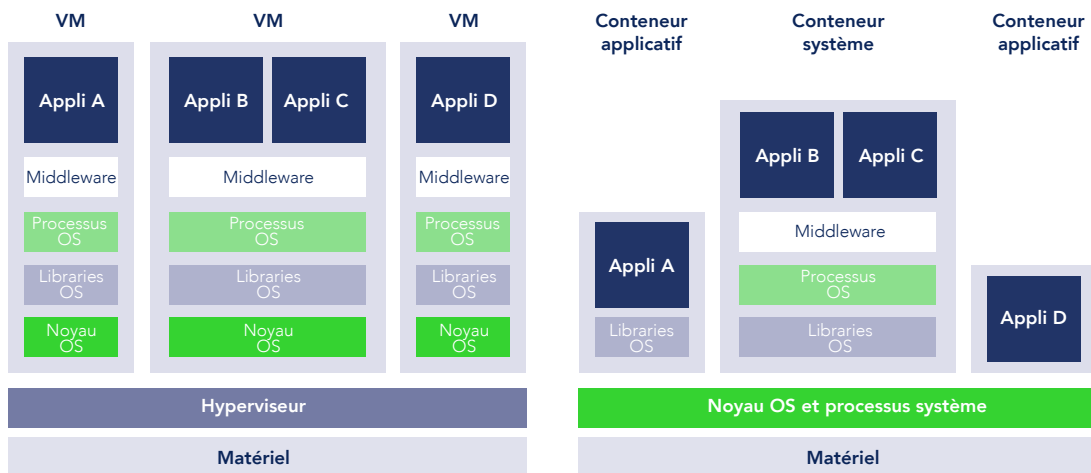 VM
VM
VM
Appli A
Appli B
Appli C
Appli D
Middleware
Middleware
Middleware
Processus
OS
Processus
OS
Processus
OS
Libraries
OS
Libraries
OS
Libraries
OS
Noyau
OS
Noyau
OS
Noyau
OS
Hyperviseur
Matériel
Conteneur
applicatif
Conteneur
système
Conteneur
applicatif
Appli A
Libraries
OS
Appli B
Appli C
Middleware
Processus
OS
Libraries
OS
Appli D
Noyau OS et processus système
Matériel